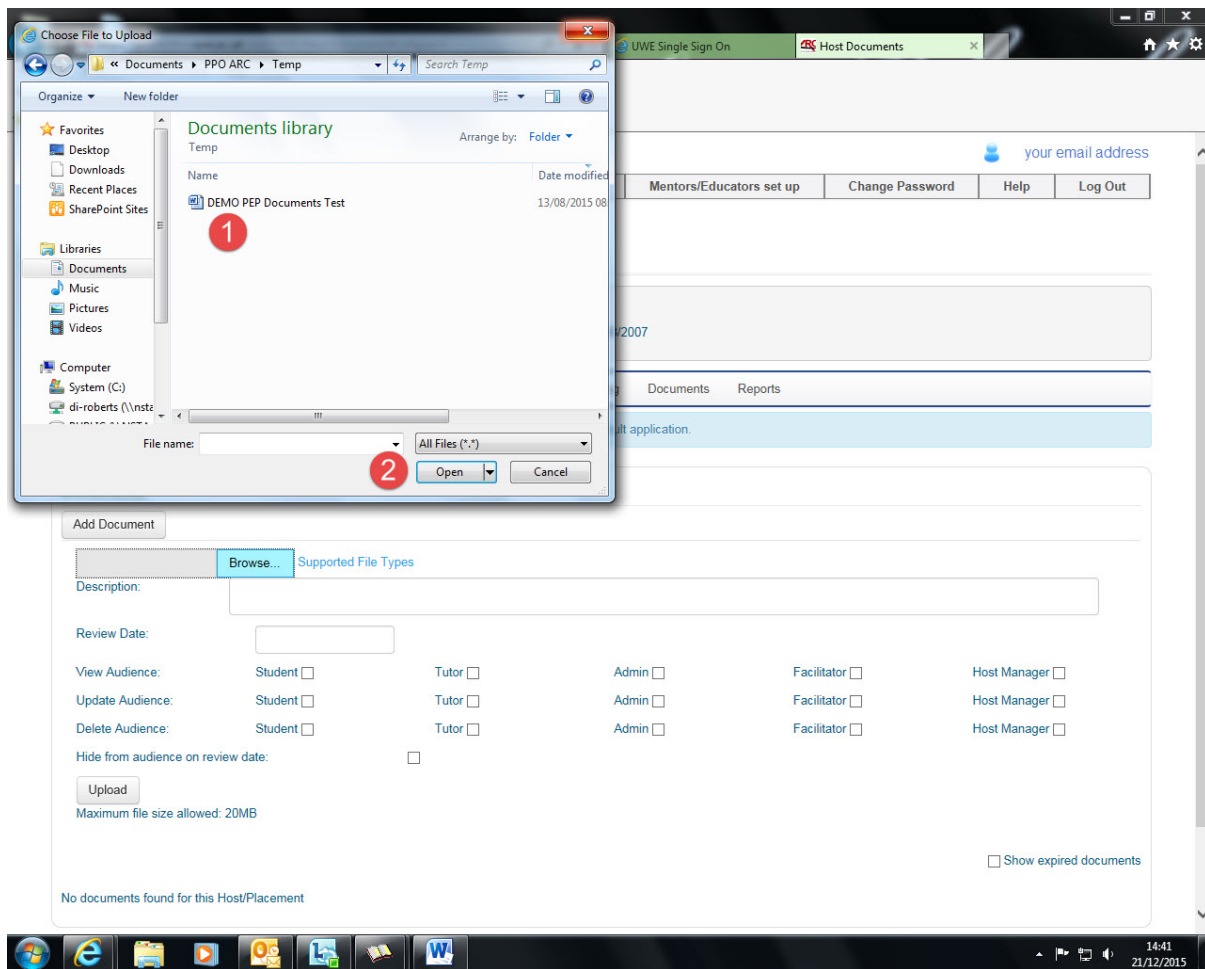 Choose File to Upload
UWE Single Sign On
Host Documents
« Documents ▸ PPO ARC ▸ Temp
Search Temp
Organize
New folder
Favorites
Desktop
Downloads
Recent Places
SharePoint Sites
Libraries
Documents
Music
Pictures
Videos
Computer
System (C:)
di-roberts (\\nsta
Documents library
Temp
Arrange by: Folder
Name
Date modified
DEMO PEP Documents Test
13/08/2015 08
1
File name:
All Files (*.*)
2
Open
Cancel
your email address
Mentors/Educators set up
Change Password
Help
Log Out
/2007
Documents
Reports
ult application.
Add Document
Browse...
Supported File Types
Description:
Review Date:
View Audience: Student Tutor Admin Facilitator Host Manager
Update Audience: Student Tutor Admin Facilitator Host Manager
Delete Audience: Student Tutor Admin Facilitator Host Manager
Hide from audience on review date:
Upload
Maximum file size allowed: 20MB
Show expired documents
No documents found for this Host/Placement
14:41
21/12/2015